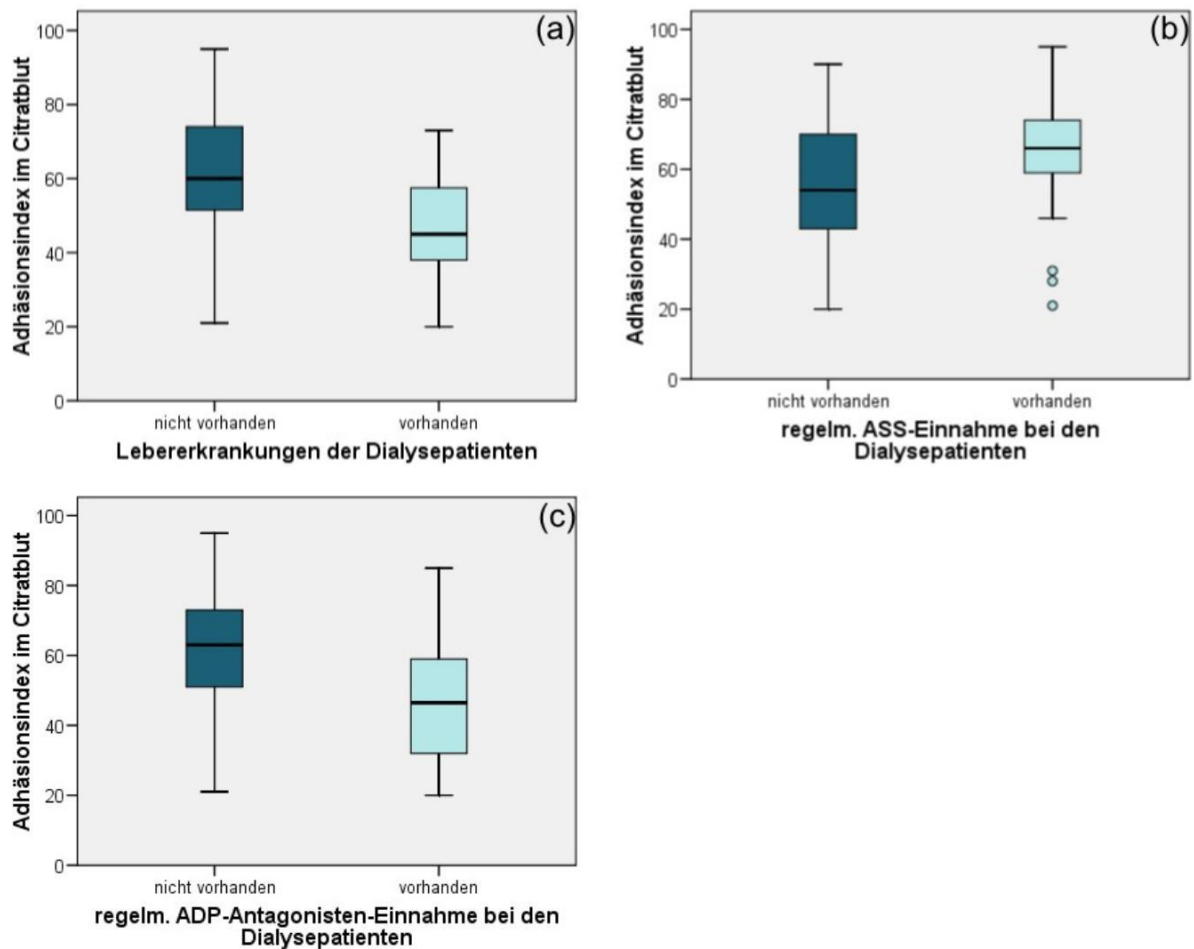 (a)
Adhäsionsindex im Citratblut
100
80
60
40
20
0
nicht vorhanden vorhanden
Lebererkrankungen der Dialysepatienten
(b)
Adhäsionsindex im Citratblut
100
80
60
40
20
0
nicht vorhanden vorhanden
regelm. ASS-Einnahme bei den
Dialysepatienten
(c)
Adhäsionsindex im Citratblut
100
80
60
40
20
0
nicht vorhanden vorhanden
regelm. ADP-Antagonisten-Einnahme bei den
Dialysepatienten